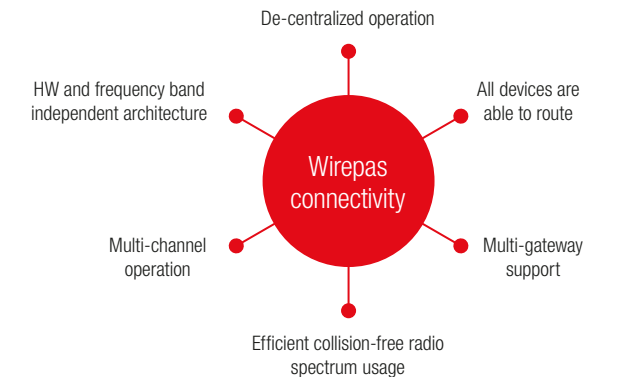 De-centralized operation
HW and frequency band
independent architecture
All devices are
able to route
Wirepas
connectivity
Multi-channel
operation
Multi-gateway
support
Efficient collision-free radio
spectrum usage